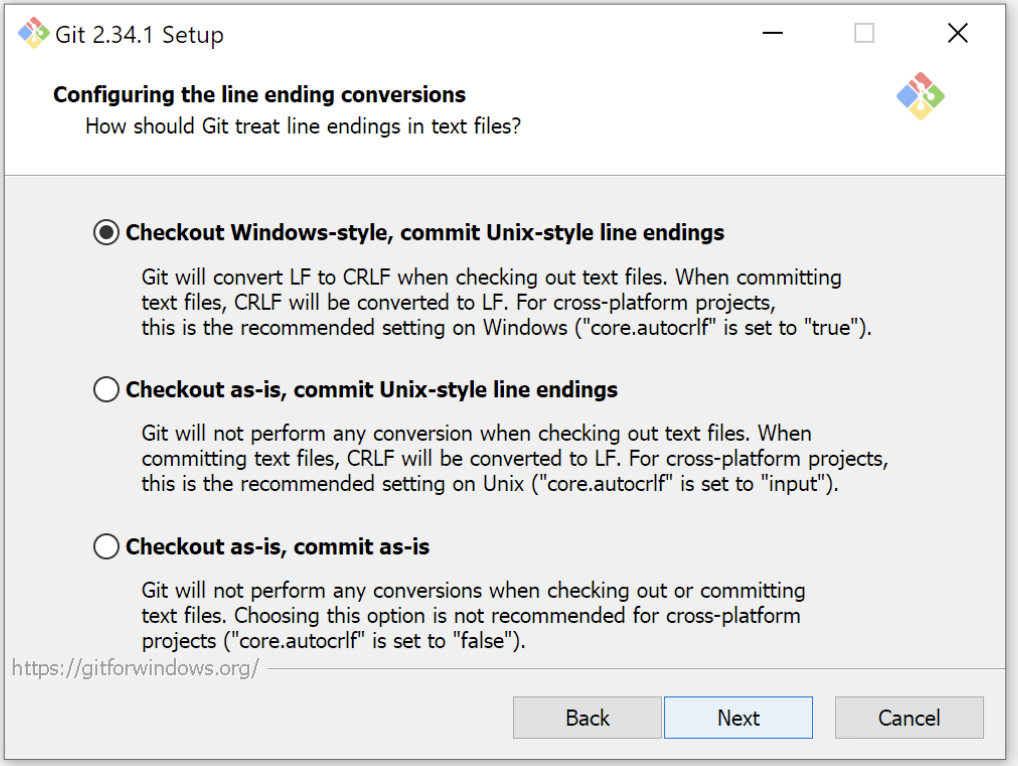 Git 2.34.1 Setup
Configuring the line ending conversions
How should Git treat line endings in text files?
Checkout Windows-style, commit Unix-style line endings
Git will convert LF to CRLF when checking out text files. When committing
text files, CRLF will be converted to LF. For cross-platform projects,
this is the recommended setting on Windows ("core.autocrlf" is set to "true").
Checkout as-is, commit Unix-style line endings
Git will not perform any conversion when checking out text files. When
committing text files, CRLF will be converted to LF. For cross-platform projects,
this is the recommended setting on Unix ("core.autocrlf" is set to "input").
Checkout as-is, commit as-is
Git will not perform any conversions when checking out or committing
text files. Choosing this option is not recommended for cross-platform
projects ("core.autocrlf" is set to "false").
https://gitforwindows.org/
Back Next Cancel